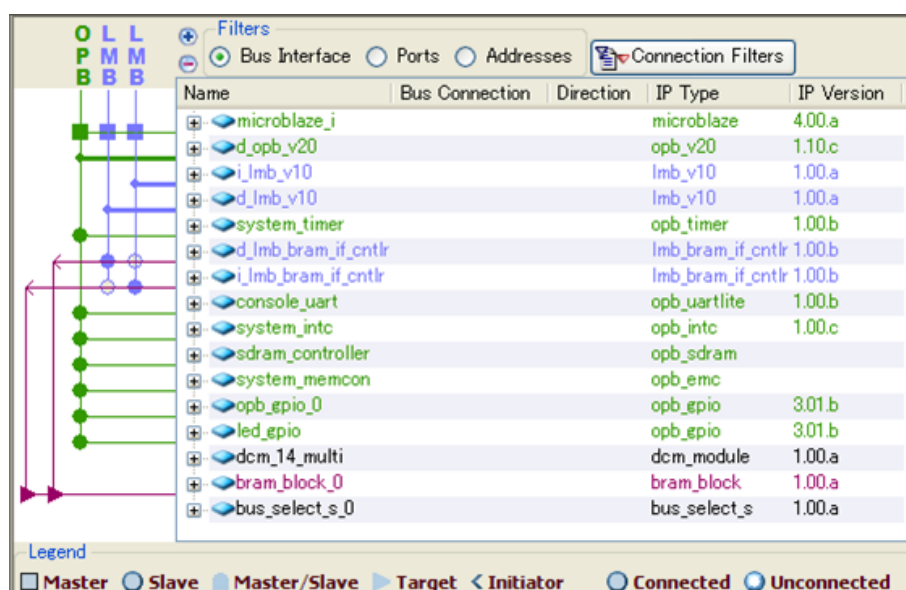 OPB LMB LMB
Filters
Bus Interface Ports Addresses Connection Filters
Name Bus Connection Direction IP Type IP Version
microblaze_i microblaze 4.00.a
d_opb_v20 opb_v20 1.10.c
i_lmb_v10 lmb_v10 1.00.a
d_lmb_v10 lmb_v10 1.00.a
system_timer opb_timer 1.00.b
d_lmb_bram_if_cntlr lmb_bram_if_cntlr 1.00.b
i_lmb_bram_if_cntlr lmb_bram_if_cntlr 1.00.b
console_uart opb_uartlite 1.00.b
system_intc opb_intc 1.00.c
sdram_controller opb_sdram
system_memcon opb_emc
opb_gpio_0 opb_gpio 3.01.b
led_gpio opb_gpio 3.01.b
dcm_14_multi dcm_module 1.00.a
bram_block_0 bram_block 1.00.a
bus_select_s_0 bus_select_s 1.00.a
Legend
Master Slave Master/Slave Target Initiator Connected Unconnected